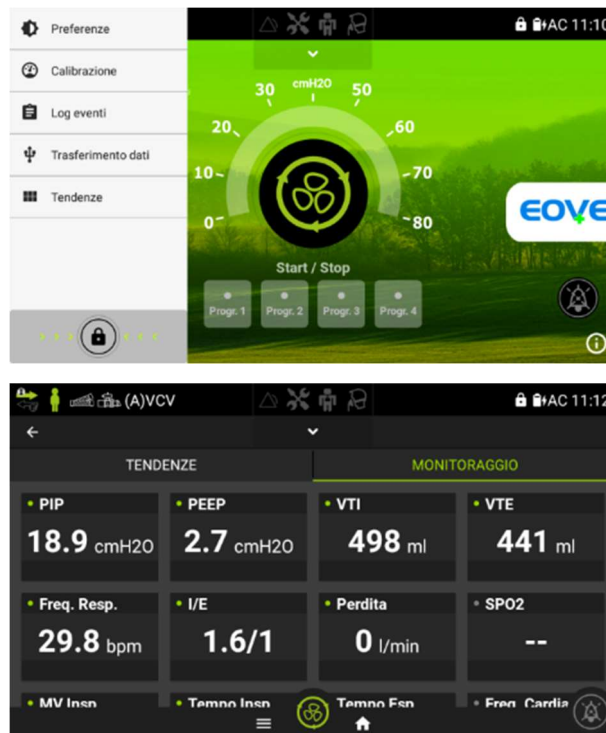 Preferenze
AC 11:10
Calibrazione
Log eventi
Trasferimento dati
Tendenze
cmH2O
0
10
20
30
50
60
70
80
EOVE
Start / Stop
Progr. 1 Progr. 2 Progr. 3 Progr. 4
(A)VCV
AC 11:12
TENDENZE MONITORAGGIO
PIP PEEP VTI VTE
18.9 cmH2O 2.7 cmH2O 498 ml 441 ml
Freq. Resp. I/E Perdita SPO2
29.8 bpm 1.6/1 0 l/min --
MV Insp Tempo Insp Tempo Esp Freq. Cardia